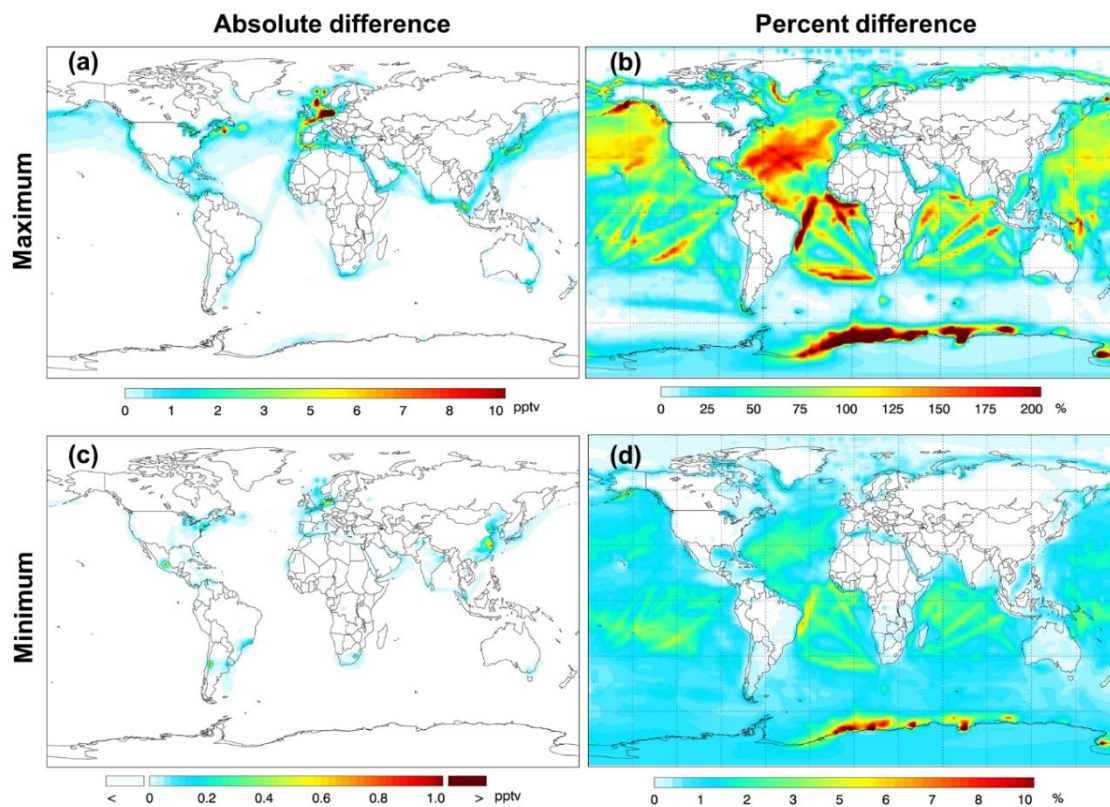 Absolute difference Percent difference
Maximum
(a) (b)
0 1 2 3 4 5 6 7 8 10 pptv 0 25 50 75 100 125 150 175 200 %
Minimum
(c) (d)
< 0 0.2 0.4 0.6 0.8 1.0 > pptv 0 1 2 3 4 5 6 7 8 10 %